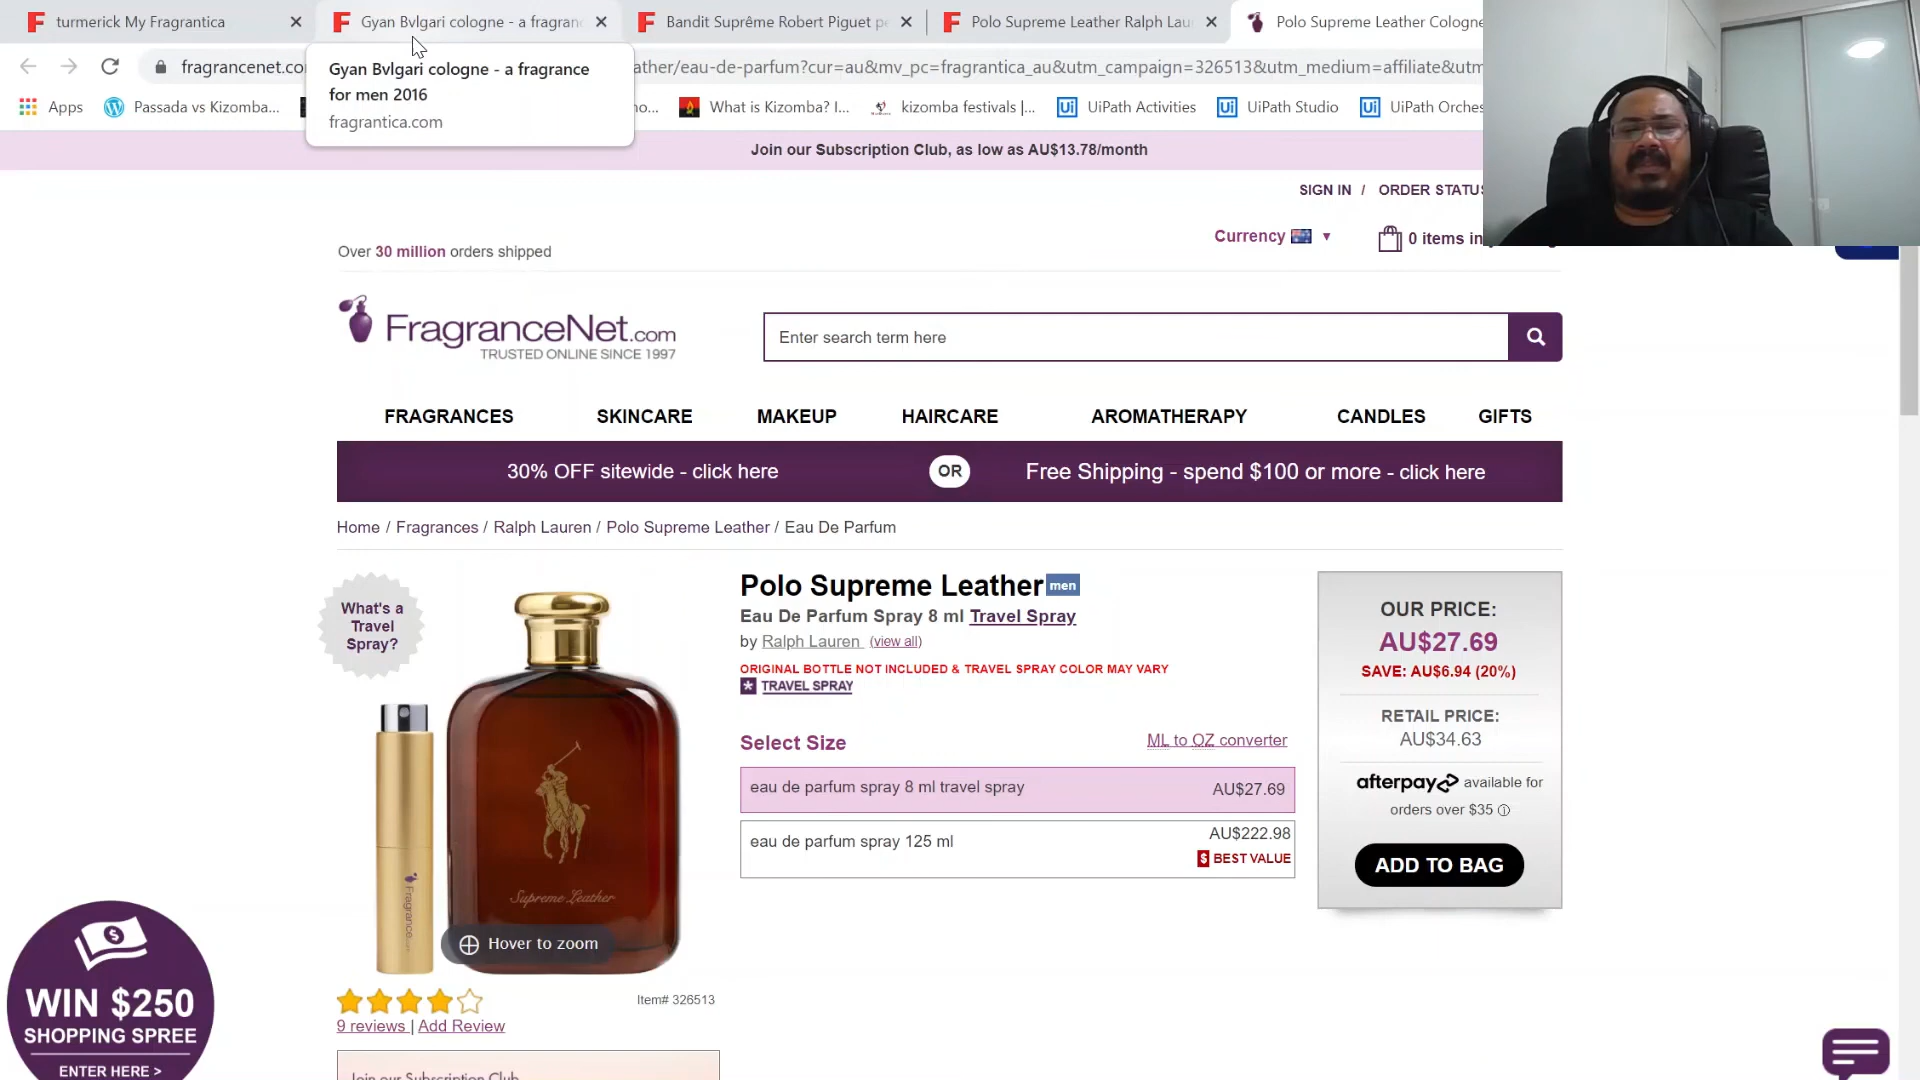 turmerick My Fragrantica
Gyan Bvlgari cologne - a fragran
Bandit Suprême Robert Piguet pe
Polo Supreme Leather Ralph Lau
Polo Supreme Leather Cologne
fragrancenet.co
ather/eau-de-parfum?cur=au&mv_pc=fragrantica_au&utm_campaign=326513&utm_medium=affiliate&utm
Gyan Bvlgari cologne - a fragrance
for men 2016
fragrantica.com
Apps
Passada vs Kizomba...
What is Kizomba? I...
kizomba festivals |...
UiPath Activities
UiPath Studio
UiPath Orches
Join our Subscription Club, as low as AU$13.78/month
SIGN IN / ORDER STATUS
Over 30 million orders shipped
Currency
0 items in
FragranceNet.com
TRUSTED ONLINE SINCE 1997
Enter search term here
FRAGRANCES
SKINCARE
MAKEUP
HAIRCARE
AROMATHERAPY
CANDLES
GIFTS
30% OFF sitewide - click here
OR
Free Shipping - spend $100 or more - click here
Home / Fragrances / Ralph Lauren / Polo Supreme Leather / Eau De Parfum
What's a
Travel
Spray?
Supreme Leather
Fragrance.com
Hover to zoom
9 reviews | Add Review
Item# 326513
Join our Subscription Club
Polo Supreme Leather men
Eau De Parfum Spray 8 ml Travel Spray
by Ralph Lauren (view all)
ORIGINAL BOTTLE NOT INCLUDED & TRAVEL SPRAY COLOR MAY VARY
TRAVEL SPRAY
Select Size
ML to OZ converter
eau de parfum spray 8 ml travel spray
AU$27.69
eau de parfum spray 125 ml
AU$222.98
$ BEST VALUE
OUR PRICE:
AU$27.69
SAVE: AU$6.94 (20%)
RETAIL PRICE:
AU$34.63
afterpay available for
orders over $35
ADD TO BAG
WIN $250
SHOPPING SPREE
ENTER HERE >